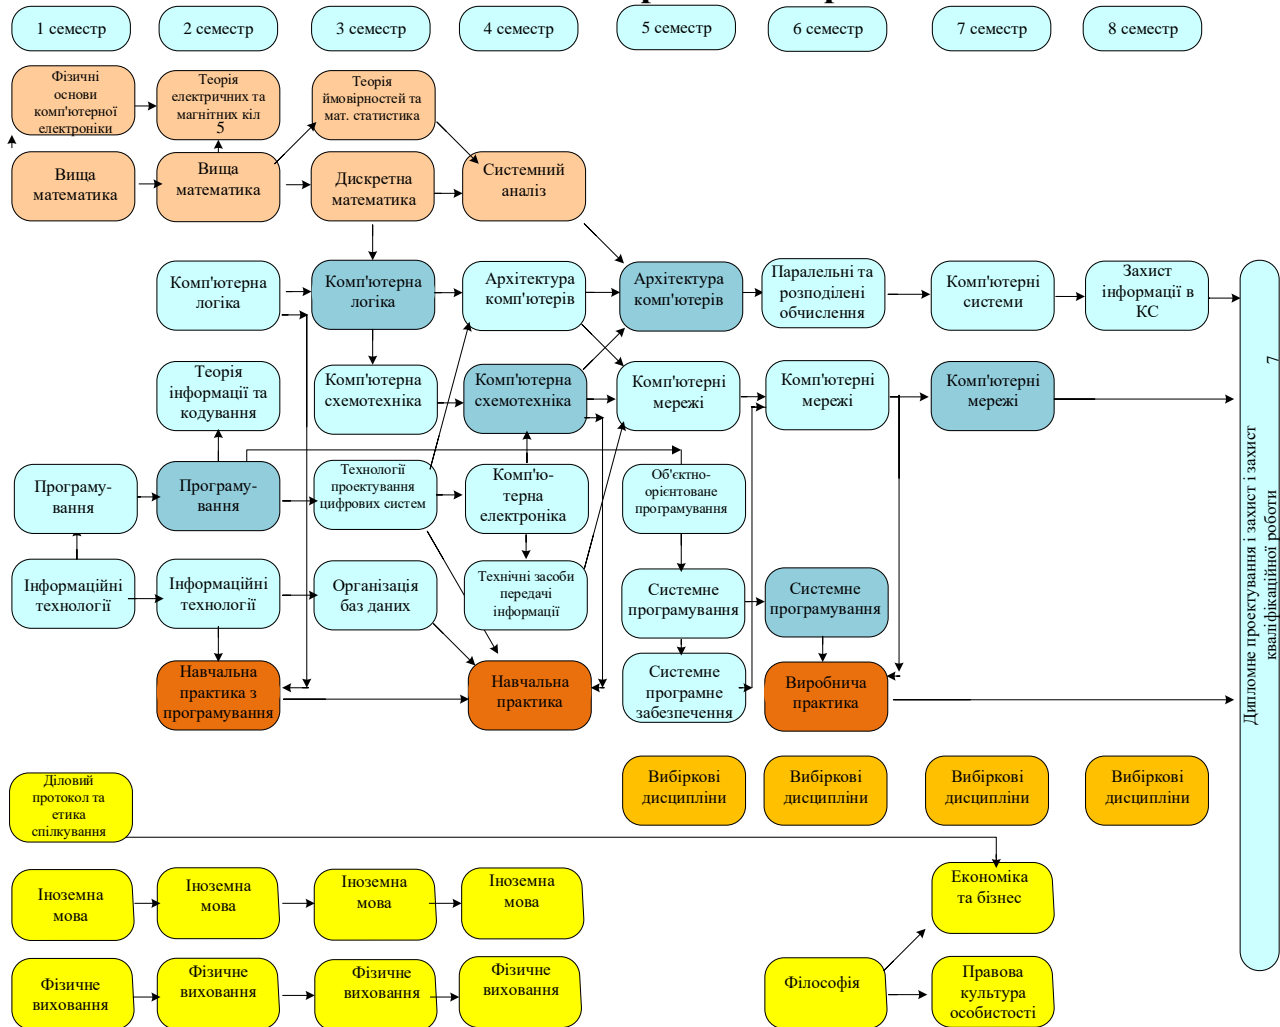 1 семестр
2 семестр
3 семестр
4 семестр
5 семестр
6 семестр
7 семестр
8 семестр
Фізичні
основи
комп'ютерної
електроніки
Теорія
електричних та
магнітних кіл
5
Теорія
ймовірностей та
мат. статистика
Вища
математика
Вища
математика
Дискретна
математика
Системний
аналіз
Комп'ютерна
логіка
Комп'ютерна
логіка
Архітектура
комп'ютерів
Архітектура
комп'ютерів
Паралельні та
розподілені
обчислення
Комп'ютерні
системи
Захист
інформації в
КС
Теорія
інформації та
кодування
Комп'ютерна
схемотехніка
Комп'ютерна
схемотехніка
Комп'ютерні
мережі
Комп'ютерні
мережі
Комп'ютерні
мережі
Програму-
вання
Програму-
вання
Технології
проектування
цифрових систем
Комп'ю-
терна
електроніка
Об'єктно-
орієнтоване
програмування
Інформаційні
технології
Інформаційні
технології
Організація
баз даних
Технічні засоби
передачі
інформації
Системне
програмування
Системне
програмування
Навчальна
практика з
програмування
Навчальна
практика
Системне
програмне
забезпечення
Виробнича
практика
Дипломне проектування і захист і захист
кваліфікаційної роботи
7
Діловий
протокол та
етика
спілкування
Вибіркові
дисципліни
Вибіркові
дисципліни
Вибіркові
дисципліни
Вибіркові
дисципліни
Іноземна
мова
Іноземна
мова
Іноземна
мова
Іноземна
мова
Економіка
та бізнес
Фізичне
виховання
Фізичне
виховання
Фізичне
виховання
Фізичне
виховання
Філософія
Правова
культура
особистості